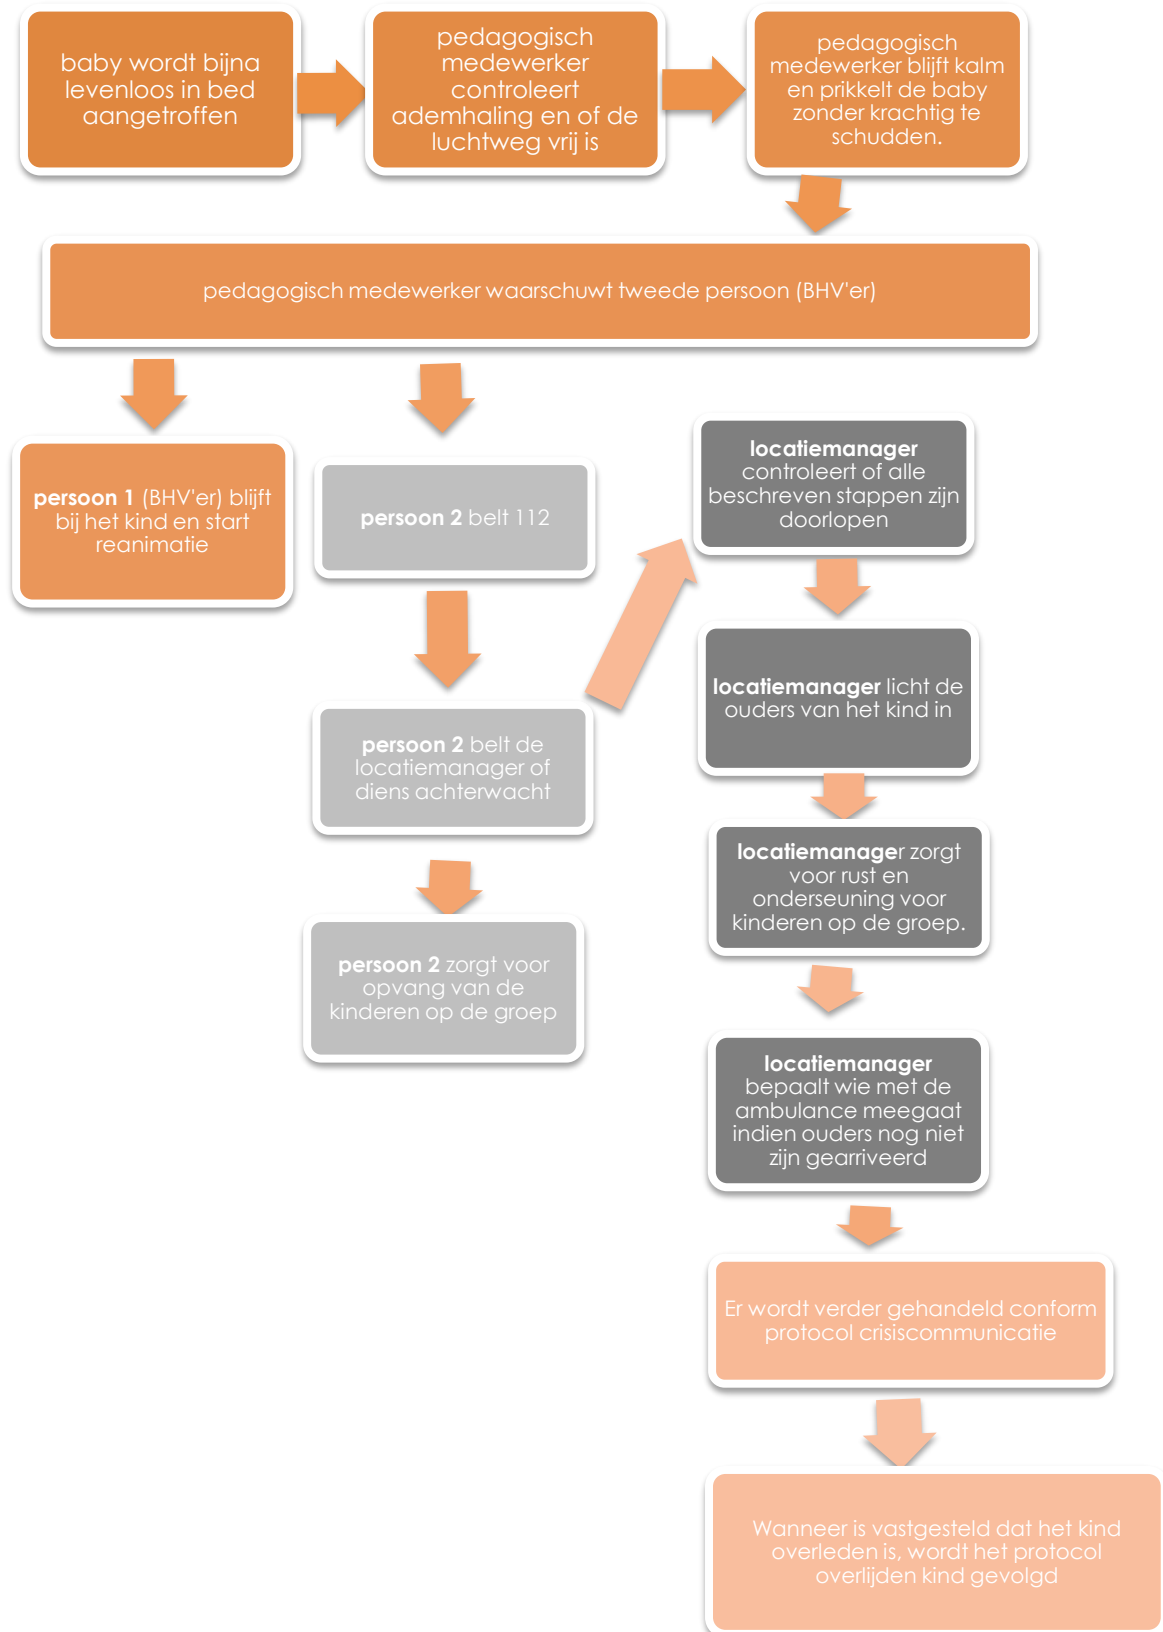 baby wordt bijna
levenloos in bed
aangetroffen
pedagogisch
medewerker
controleert
ademhaling en of de
luchtweg vrij is
pedagogisch
medewerker blijft kalm
en prikkelt de baby
zonder krachtig te
schudden.
pedagogisch medewerker waarschuwt tweede persoon (BHV'er)
persoon 1 (BHV'er) blijft
bij het kind en start
reanimatie
persoon 2 belt 112
persoon 2 belt de
locatiemanager of
diens achterwacht
persoon 2 zorgt voor
opvang van de
kinderen op de groep
locatiemanager
controleert of alle
beschreven stappen zijn
doorlopen
locatiemanager licht de
ouders van het kind in
locatiemanager zorgt
voor rust en
onderseuning voor
kinderen op de groep.
locatiemanager
bepaalt wie met de
ambulance meegaat
indien ouders nog niet
zijn gearriveerd
Er wordt verder gehandeld conform
protocol crisiscommunicatie
Wanneer is vastgesteld dat het kind
overleden is, wordt het protocol
overlijden kind gevolgd